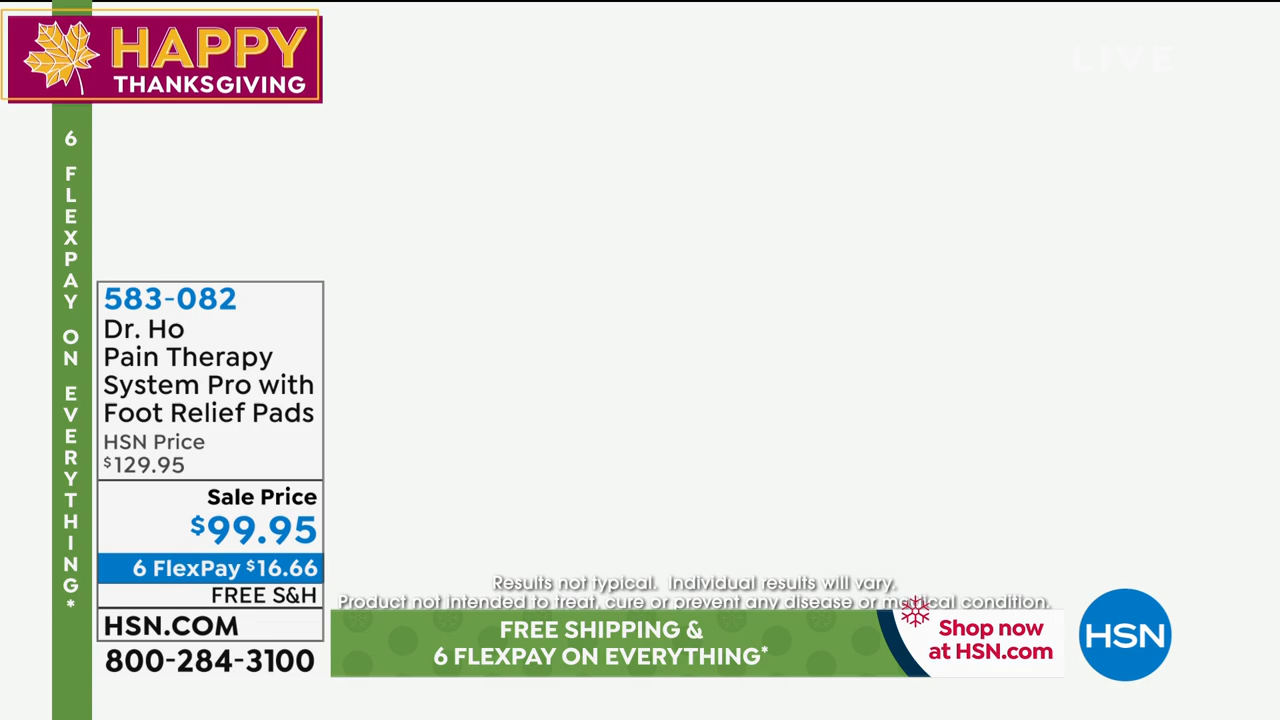 HAPPY
THANKSGIVING
LIVE
6 FLEXPAY ON EVERYTHING*
583-082
Dr. Ho
Pain Therapy
System Pro with
Foot Relief Pads
HSN Price
$129.95
Sale Price
$99.95
6 FlexPay $16.66
FREE S&H
HSN.COM
800-284-3100
Results not typical. Individual results will vary.
Product not intended to treat, cure or prevent any disease or medical condition.
FREE SHIPPING &
6 FLEXPAY ON EVERYTHING*
Shop now
at HSN.com
HSN